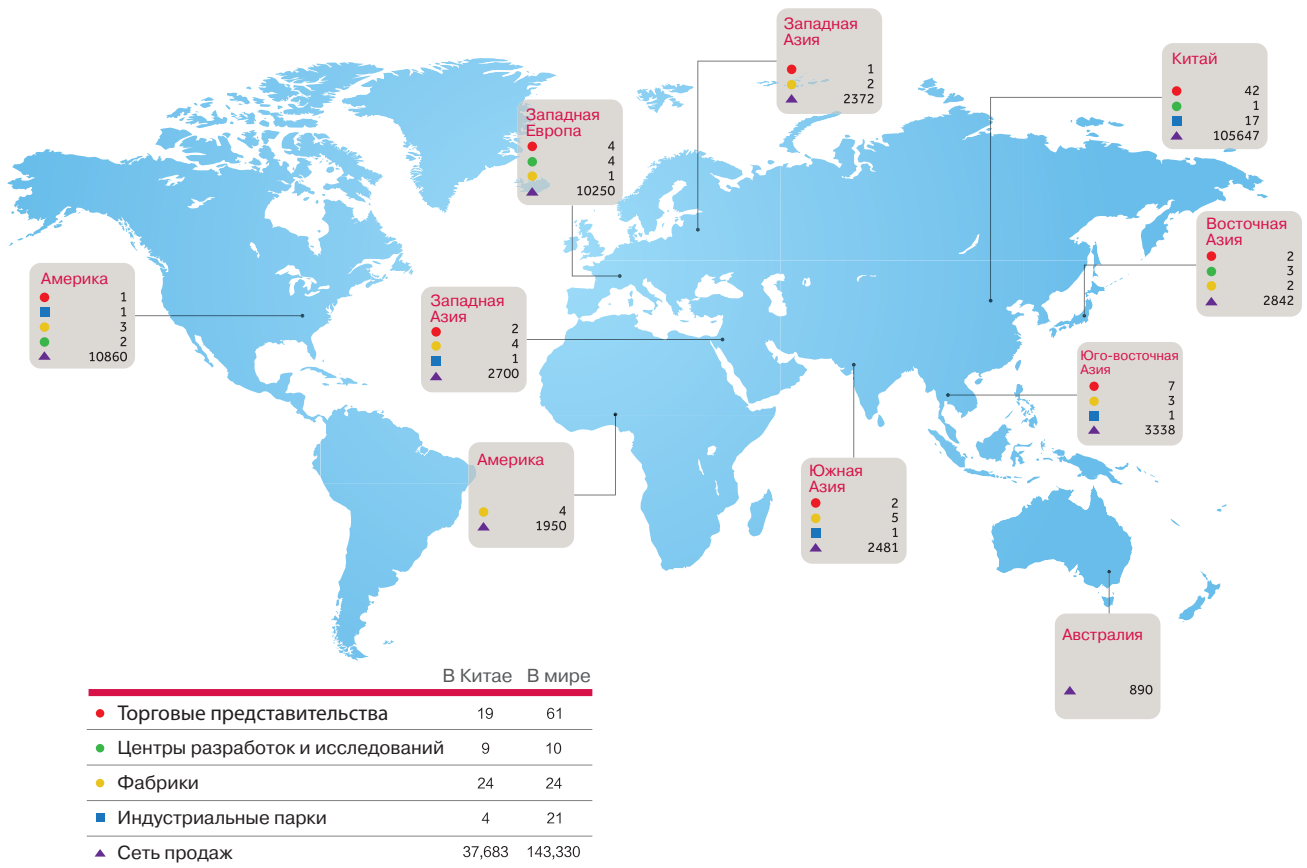 Западная
Азия
1
2
2372
Китай
42
1
17
105647
Западная
Европа
4
4
1
10250
Восточная
Азия
2
3
2
2842
Америка
1
1
3
2
10860
Западная
Азия
2
4
1
2700
Юго-восточная
Азия
7
3
1
3338
Америка
4
1950
Южная
Азия
2
5
1
2481
Австралия
890
В Китае В мире
Торговые представительства 19 61
Центры разработок и исследований 9 10
Фабрики 24 24
Индустриальные парки 4 21
Сеть продаж 37,683 143,330